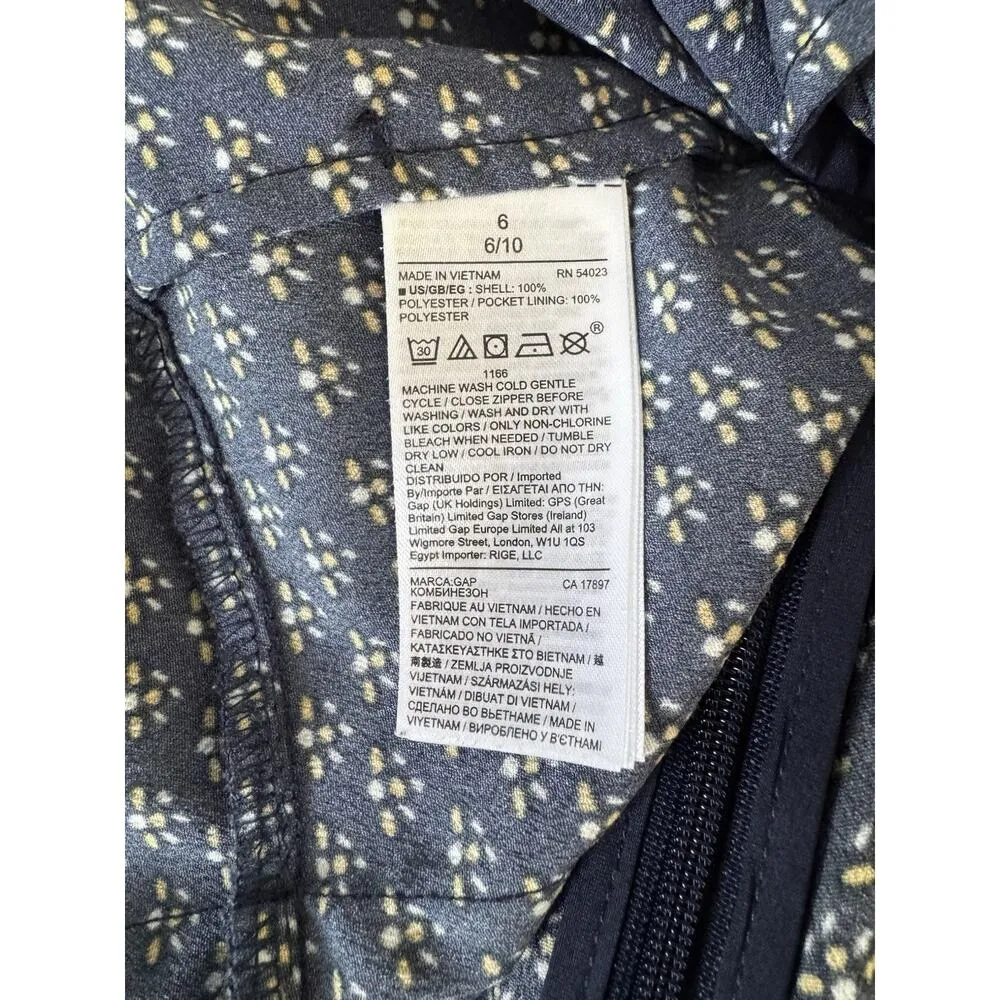 6
6/10
MADE IN VIETNAM RN 54023
■ US/GB/EG : SHELL: 100%
POLYESTER / POCKET LINING: 100%
POLYESTER
30 ®
1166
MACHINE WASH COLD GENTLE
CYCLE / CLOSE ZIPPER BEFORE
WASHING / WASH AND DRY WITH
LIKE COLORS / ONLY NON-CHLORINE
BLEACH WHEN NEEDED / TUMBLE
DRY LOW / COOL IRON / DO NOT DRY
CLEAN
DISTRIBUIDO POR / Imported
By/Importe Par / ΕΙΣΑΓΕΤΑΙ ΑΠΟ ΤΗΝ:
Gap (UK Holdings) Limited: GPS (Great
Britain) Limited Gap Stores (Ireland)
Limited Gap Europe Limited All at 103
Wigmore Street, London, W1U 1QS
Egypt Importer: RIGE, LLC
MARCA:GAP CA 17897
КОМБИНЕЗОН
FABRIQUE AU VIETNAM / HECHO EN
VIETNAM CON TELA IMPORTADA /
FABRICADO NO VIETNÃ /
ΚΑΤΑΣΚΕΥΑΣΤΗΚΕ ΣΤΟ ΒΙΕΤΝΑΜ / 越
南製造 / ZEMLJA PROIZVODNJE
VIJETNAM / SZÁRMAZÁSI HELY:
VIETNÁM / DIBUAT DI VIETNAM /
СДЕЛАНО ВО ВЬЕТНАМЕ / MADE IN
VIYETNAM / ВИРОБЛЕНО У В'ЄТНАМІ